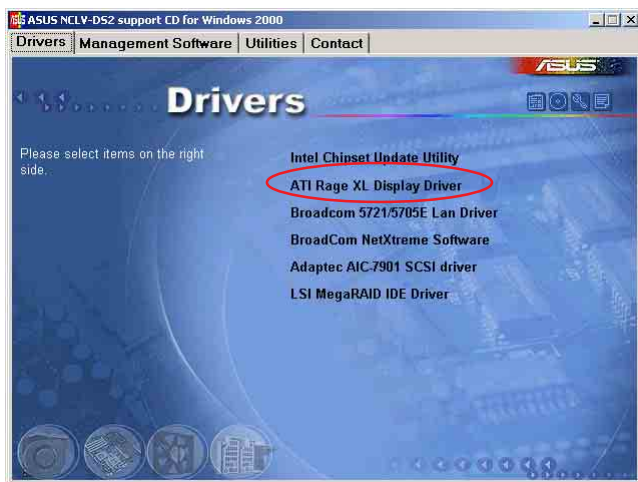 ASUS NCLV-DS2 support CD for Windows 2000
Drivers Management Software Utilities Contact
ASUS
Drivers
Please select items on the right
side.
Intel Chipset Update Utility
ATI Rage XL Display Driver
Broadcom 5721/5705E Lan Driver
BroadCom NetXtreme Software
Adaptec AIC-7901 SCSI driver
LSI MegaRAID IDE Driver